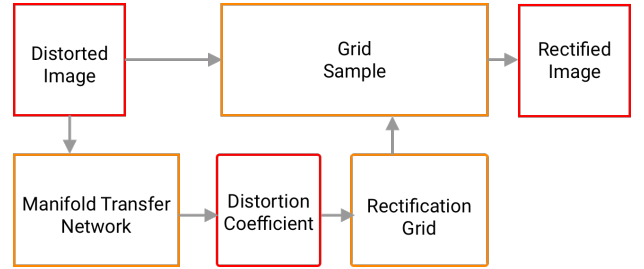 Distorted
Image
Grid
Sample
Rectified
Image
Manifold Transfer
Network
Distortion
Coefficient
Rectification
Grid